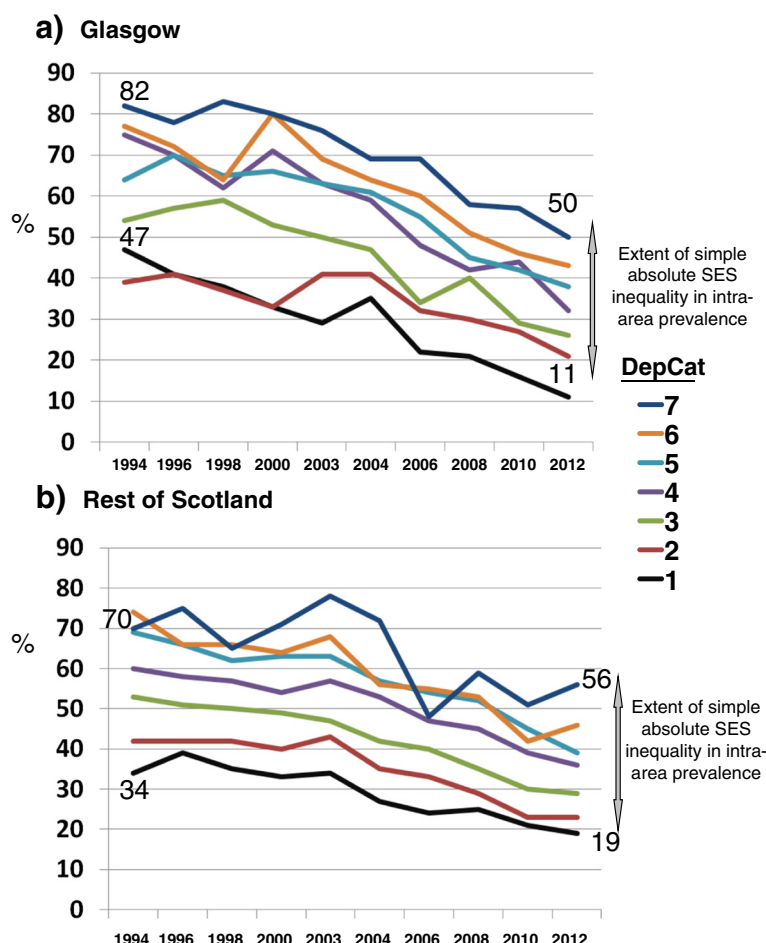 a) Glasgow
90
80
70
60
50
40
30
20
10
0
%
82
47
50
11
1994 1996 1998 2000 2003 2004 2006 2008 2010 2012
Extent of simple
absolute SES
inequality in intra-
area prevalence
DepCat
7
6
5
4
3
2
1
b) Rest of Scotland
90
80
70
60
50
40
30
20
10
0
%
70
34
56
19
1994 1996 1998 2000 2003 2004 2006 2008 2010 2012
Extent of simple
absolute SES
inequality in intra-
area prevalence